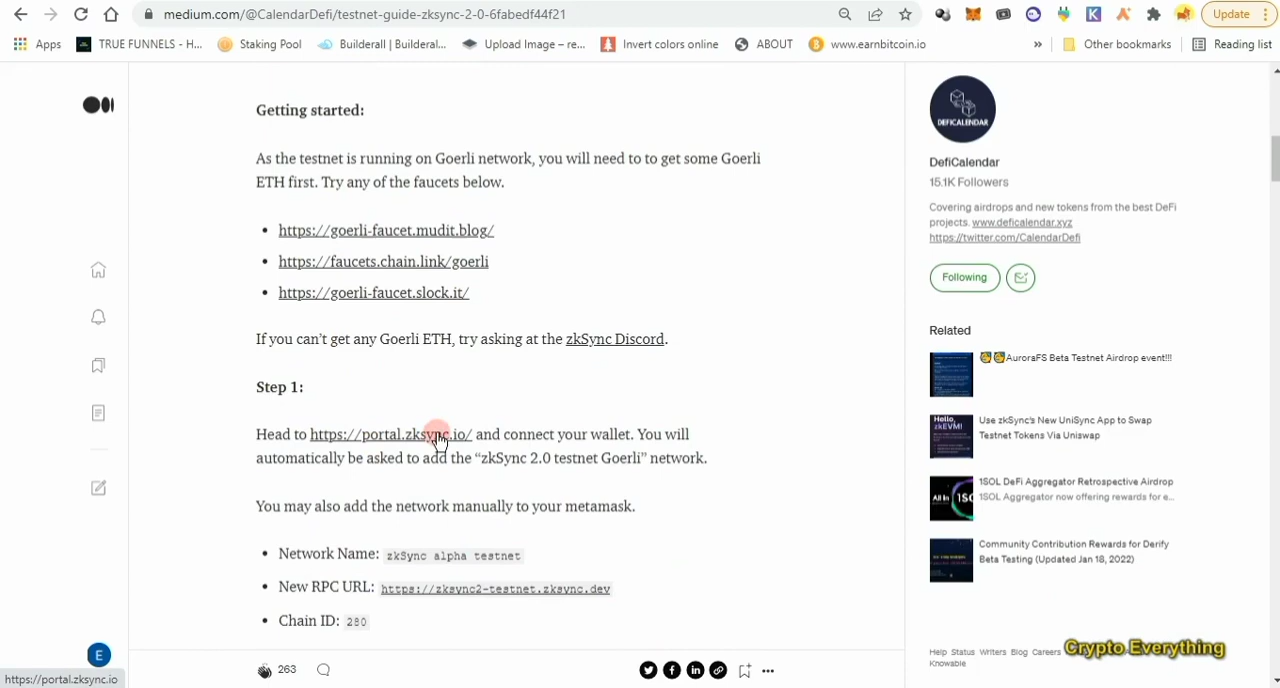 medium.com/@CalendarDefi/testnet-guide-zksync-2-0-6fabedf44f21
Update
Apps
TRUE FUNNELS - H...
Staking Pool
Builderall | Builderal...
Upload Image – re...
Invert colors online
ABOUT
www.earnbitcoin.io
»
Other bookmarks
Reading list
Getting started:
As the testnet is running on Goerli network, you will need to to get some Goerli
ETH first. Try any of the faucets below.
• https://goerli-faucet.mudit.blog/
• https://faucets.chain.link/goerli
• https://goerli-faucet.slock.it/
If you can’t get any Goerli ETH, try asking at the zkSync Discord.
Step 1:
Head to https://portal.zksync.io/ and connect your wallet. You will
automatically be asked to add the “zkSync 2.0 testnet Goerli” network.
You may also add the network manually to your metamask.
• Network Name: zkSync alpha testnet
• New RPC URL: https://zksync2-testnet.zksync.dev
• Chain ID: 280
263
E
https://portal.zksync.io
DEFICALENDAR
DefiCalendar
15.1K Followers
Covering airdrops and new tokens from the best DeFi
projects. www.deficalendar.xyz
https://twitter.com/CalendarDefi
Following
Related
AuroraFS Beta Testnet Airdrop event!!!
Hello,
zkEVM!
Use zkSync's New UniSync App to Swap
Testnet Tokens Via Uniswap
All in 1SO
1SOL DeFi Aggregator Retrospective Airdrop
1SOL Aggregator now offering rewards for e...
Community Contribution Rewards for Derify
Beta Testing (Updated Jan 18, 2022)
Help Status Writers Blog Careers
Knowable
Crypto Everything